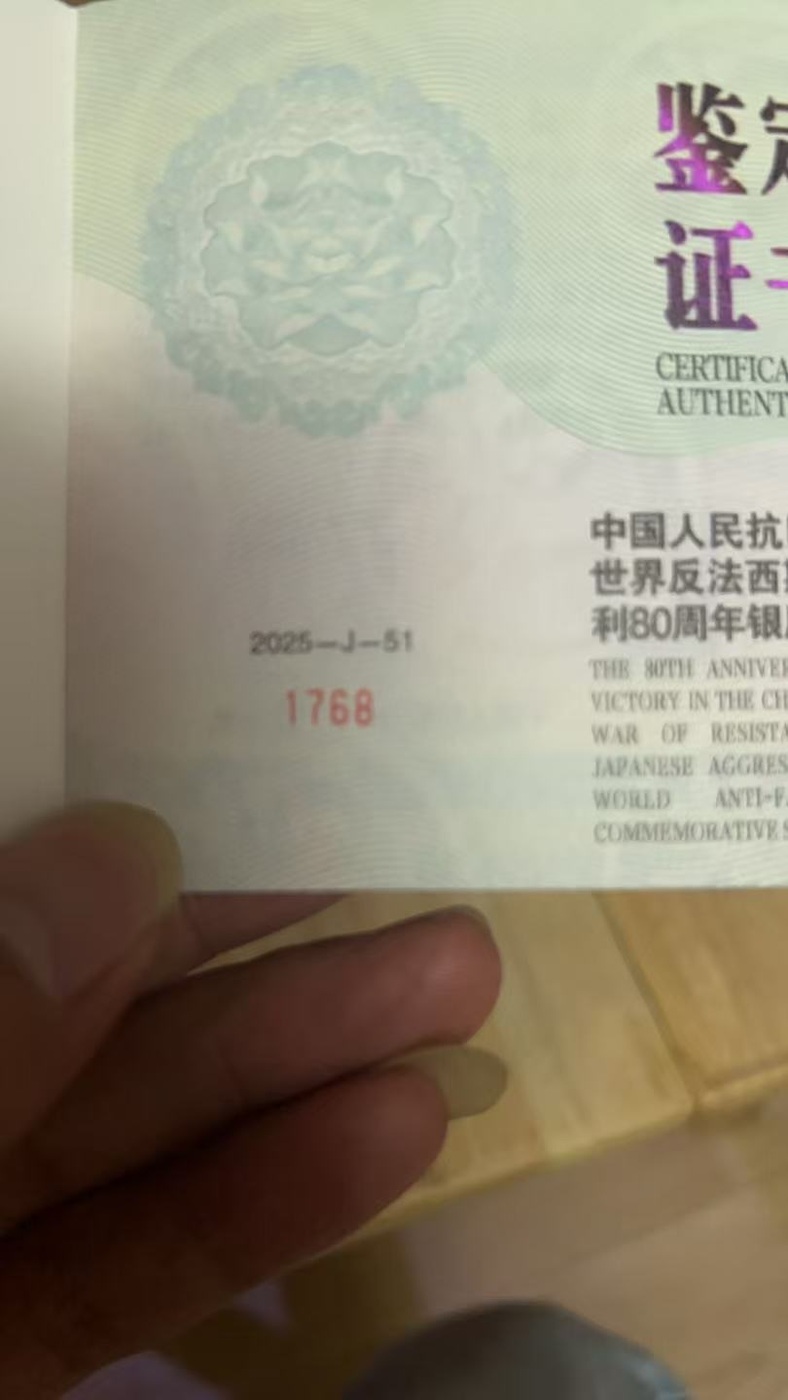 鉴定
证
CERTIFICA
AUTHENT
中国人民抗
世界反法西
利80周年银
THE 80TH ANNIVER
VICTORY IN THE CH
WAR OF RESISTA
JAPANESE AGGRES
WORLD ANTI-FA
COMMEMORATIVE S
2025—J—51
1768